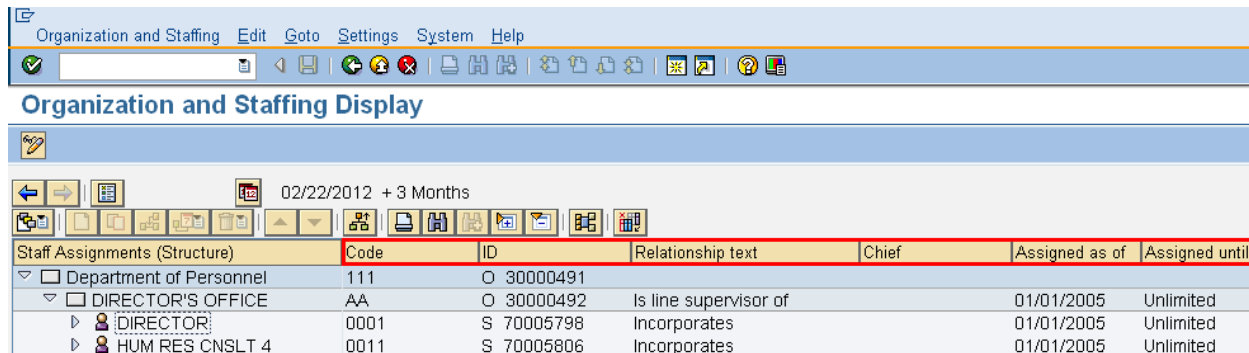 Organization and Staffing Edit Goto Settings System Help
Organization and Staffing Display
02/22/2012 + 3 Months
Staff Assignments (Structure) Code ID Relationship text Chief Assigned as of Assigned until
Department of Personnel 111 O 30000491
DIRECTOR'S OFFICE AA O 30000492 Is line supervisor of 01/01/2005 Unlimited
DIRECTOR 0001 S 70005798 Incorporates 01/01/2005 Unlimited
HUM RES CNSLT 4 0011 S 70005806 Incorporates 01/01/2005 Unlimited